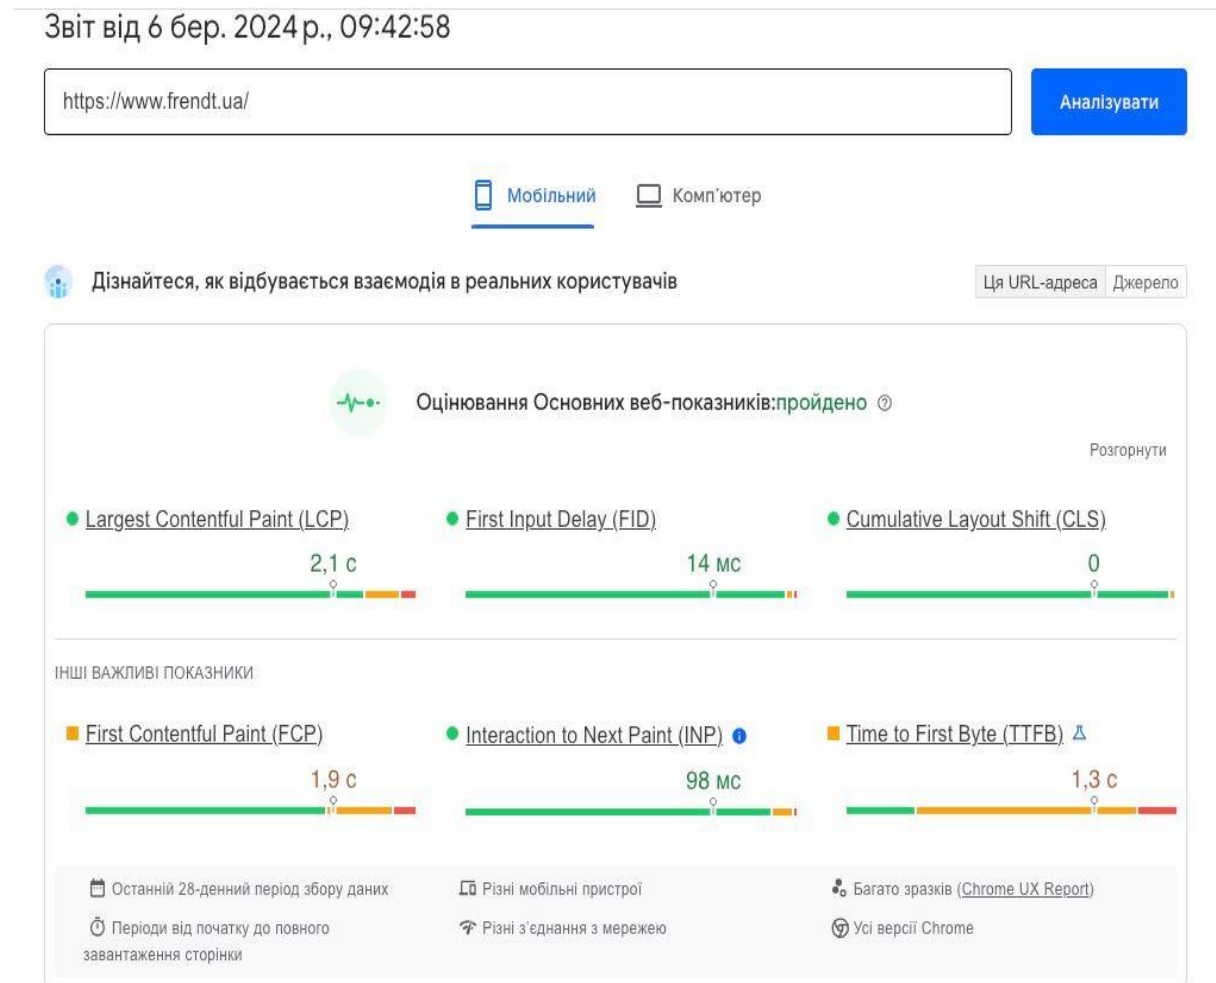 Звіт від 6 бер. 2024 р., 09:42:58
https://www.frendt.ua/
Аналізувати
Мобільний
Комп'ютер
Дізнайтеся, як відбувається взаємодія в реальних користувачів
Ця URL-адреса
Джерело
Оцінювання Основних веб-показників:пройдено
Розгорнути
Largest Contentful Paint (LCP)
2,1 с
First Input Delay (FID)
14 мс
Cumulative Layout Shift (CLS)
0
ІНШІ ВАЖЛИВІ ПОКАЗНИКИ
First Contentful Paint (FCP)
1,9 с
Interaction to Next Paint (INP)
98 мс
Time to First Byte (TTFB)
1,3 с
Останній 28-денний період збору даних
Різні мобільні пристрої
Багато зразків (Chrome UX Report)
Періоди від початку до повного
завантаження сторінки
Різні з'єднання з мережею
Усі версії Chrome